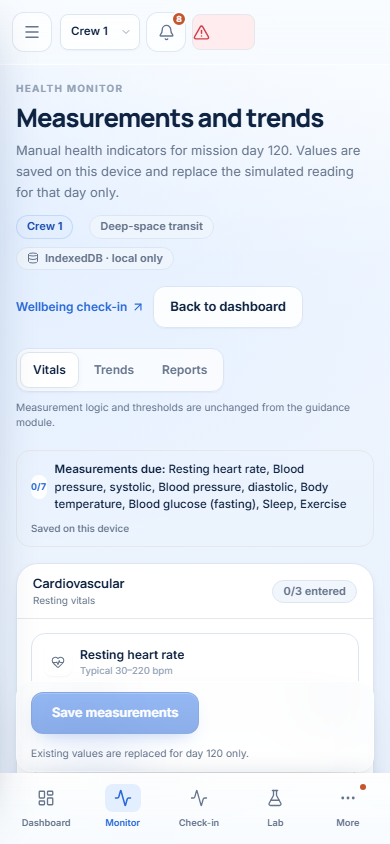 Crew 1
8
HEALTH MONITOR
Measurements and trends
Manual health indicators for mission day 120. Values are
saved on this device and replace the simulated reading
for that day only.
Crew 1
Deep-space transit
IndexedDB · local only
Wellbeing check-in
Back to dashboard
Vitals
Trends
Reports
Measurement logic and thresholds are unchanged from the guidance
module.
0/7
Measurements due: Resting heart rate, Blood
pressure, systolic, Blood pressure, diastolic, Body
temperature, Blood glucose (fasting), Sleep, Exercise
Saved on this device
Cardiovascular
Resting vitals
0/3 entered
Resting heart rate
Typical 30–220 bpm
Save measurements
Existing values are replaced for day 120 only.
Dashboard
Monitor
Check-in
Lab
More